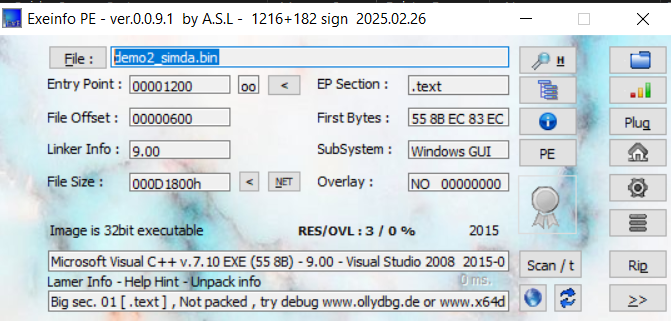 Exeinfo PE - ver.0.0.9.1 by A.S.L - 1216+182 sign 2025.02.26
File : demo2_simda.bin H
Entry Point : 00001200 oo < EP Section : .text
File Offset : 00000600 First Bytes : 55 8B EC 83 EC Plug
Linker Info : 9.00 SubSystem : Windows GUI PE
File Size : 000D1800h < NET Overlay : NO 00000000
Image is 32bit executable RES/OVL : 3 / 0 % 2015
Microsoft Visual C++ v.7.10 EXE (55 8B) - 9.00 - Visual Studio 2008 2015-0 Scan / t Rip
Lamer Info - Help Hint - Unpack info 0 ms.
Big sec. 01 [ .text ] , Not packed , try debug www.ollydbg.de or www.x64d >>